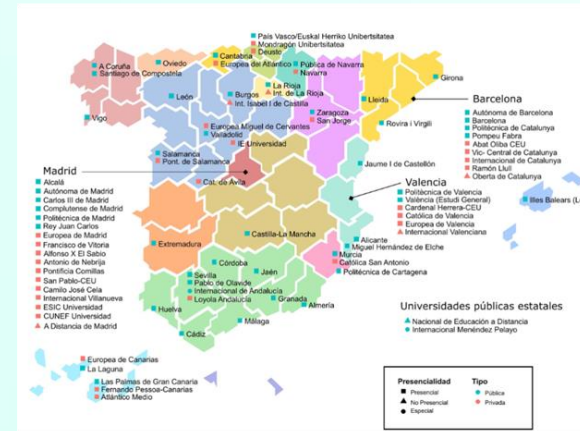 País Vasco/Euskal Herriko Unibertsitatea
Mondragón Unibertsitatea
Deusto
Cantabria
Europea del Atlántico
Pública de Navarra
Navarra
A Coruña
Santiago de Compostela
Oviedo
Vigo
León
Burgos
Int. Isabel I de Castilla
La Rioja
Int. de La Rioja
Girona
Lleida
Zaragoza
San Jorge
Rovira i Virgili
Europea Miguel de Cervantes
Valladolid
IE Universidad
Salamanca
Pont. de Salamanca
Cat. de Ávila
Jaume I de Castellón
Barcelona
Autónoma de Barcelona
Barcelona
Politécnica de Catalunya
Pompeu Fabra
Abat Oliba CEU
Vic- Central de Catalunya
Internacional de Catalunya
Ramón Llull
Oberta de Catalunya
Madrid
Alcalá
Autónoma de Madrid
Carlos III de Madrid
Complutense de Madrid
Politécnica de Madrid
Rey Juan Carlos
Europea de Madrid
Francisco de Vitoria
Alfonso X El Sabio
Antonio de Nebrija
Pontificia Comillas
San Pablo-CEU
Camilo José Cela
Internacional Villanueva
ESIC Universidad
CUNEF Universidad
A Distancia de Madrid
Valencia
Politécnica de Valencia
València (Estudi General)
Cardenal Herrera-CEU
Católica de Valencia
Europea de Valencia
Internacional Valenciana
Illes Balears
Extremadura
Castilla-La Mancha
Alicante
Miguel Hernández de Elche
Murcia
Católica San Antonio
Politécnica de Cartagena
Córdoba
Sevilla
Jaén
Pablo de Olavide
Internacional de Andalucía
Loyola Andalucía
Granada
Almería
Huelva
Málaga
Cádiz
Universidades públicas estatales
Nacional de Educación a Distancia
Internacional Menéndez Pelayo
Europea de Canarias
La Laguna
Las Palmas de Gran Canaria
Fernando Pessoa-Canarias
Atlántico Medio
Presencialidad
Presencial
No Presencial
Especial
Tipo
Pública
Privada